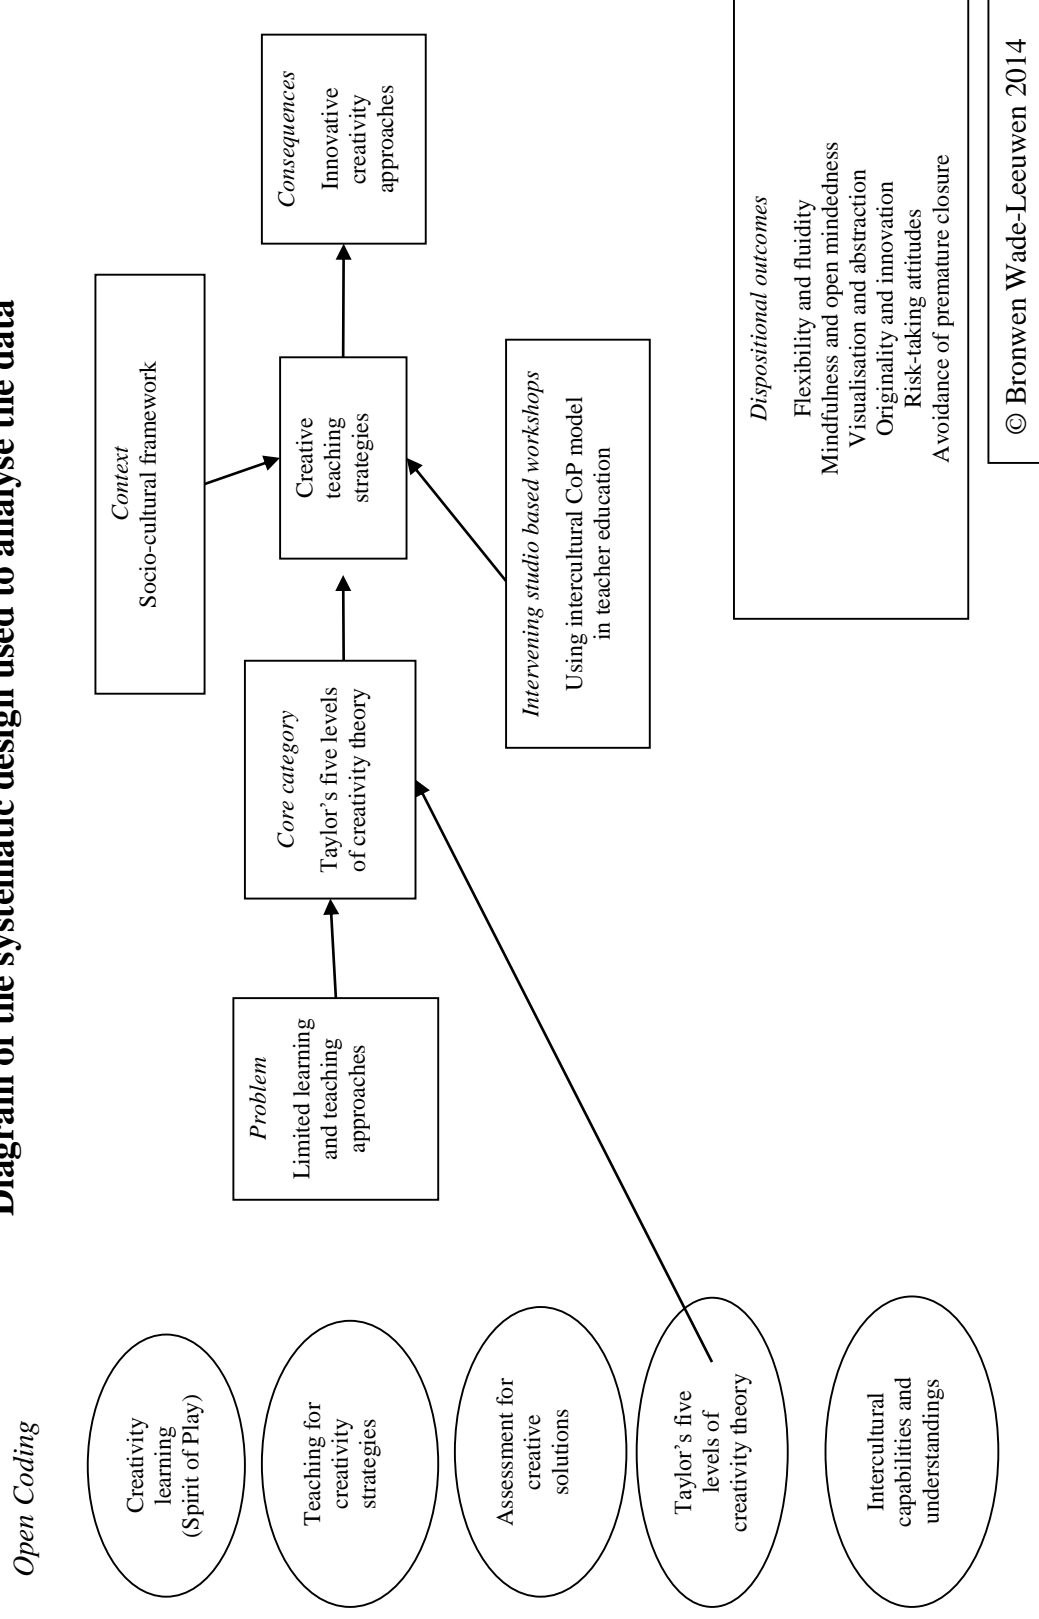 Diagram of the systematic design used to analyse the data
Open Coding
Creativity
learning
(Spirit of Play)
Teaching for
creativity
strategies
Assessment for
creative
solutions
Taylor’s five
levels of
creativity theory
Intercultural
capabilities and
understandings
Problem
Limited learning
and teaching
approaches
Core category
Taylor’s five levels
of creativity theory
Context
Socio-cultural framework
Creative
teaching
strategies
Intervening studio based workshops
Using intercultural CoP model
in teacher education
Consequences
Innovative
creativity
approaches
Dispositional outcomes
Flexibility and fluidity
Mindfulness and open mindedness
Visualisation and abstraction
Originality and innovation
Risk-taking attitudes
Avoidance of premature closure
© Bronwen Wade-Leeuwen 2014